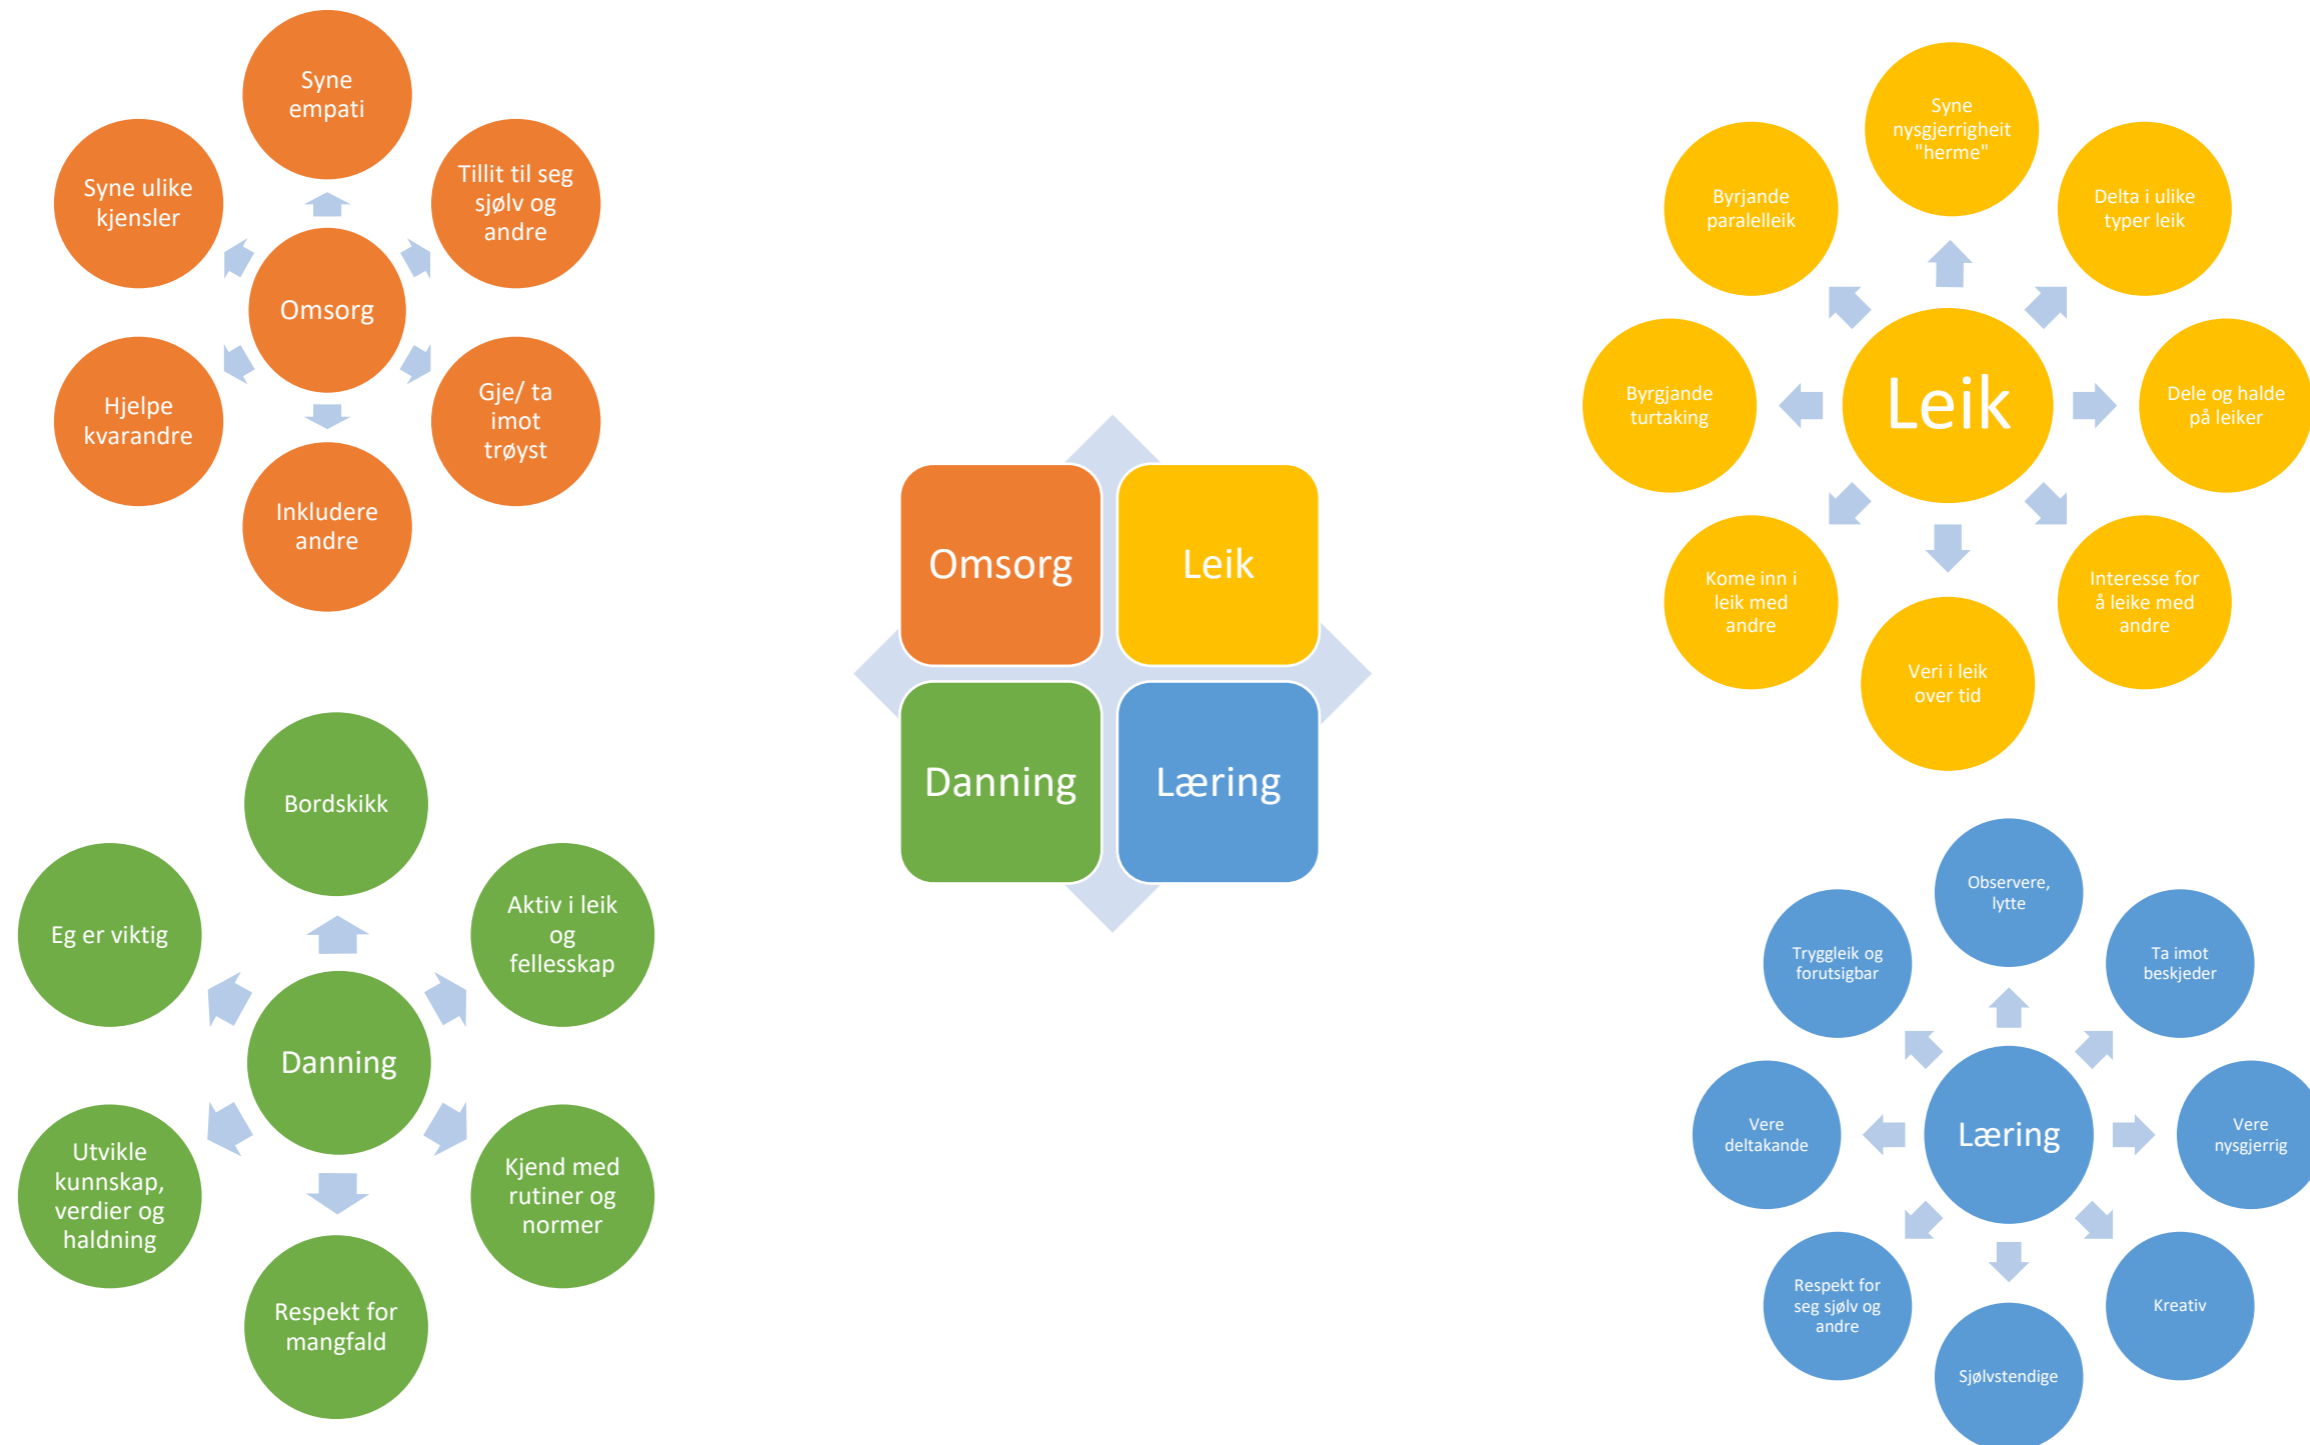 Syne
empati
Tillit til seg
sjølv og
andre
Gje/ ta
imot
trøyst
Inkludere
andre
Hjelpe
kvarandre
Syne ulike
kjensler
Omsorg
Syne
nysgjerrigheit
"herme"
Delta i ulike
typer leik
Dele og halde
på leiker
Interesse for
å leike med
andre
Veri i leik
over tid
Kome inn i
leik med
andre
Byrgjande
turtaking
Byrjande
paralelleik
Leik
Omsorg
Leik
Danning
Læring
Bordskikk
Aktiv i leik
og
fellesskap
Kjend med
rutiner og
normer
Respekt for
mangfald
Utvikle
kunnskap,
verdier og
haldning
Eg er viktig
Danning
Observere,
lytte
Ta imot
beskjeder
Vere
nysgjerrig
Kreativ
Sjølvstendige
Respekt for
seg sjølv og
andre
Vere
deltakande
Tryggleik og
forutsigbar
Læring